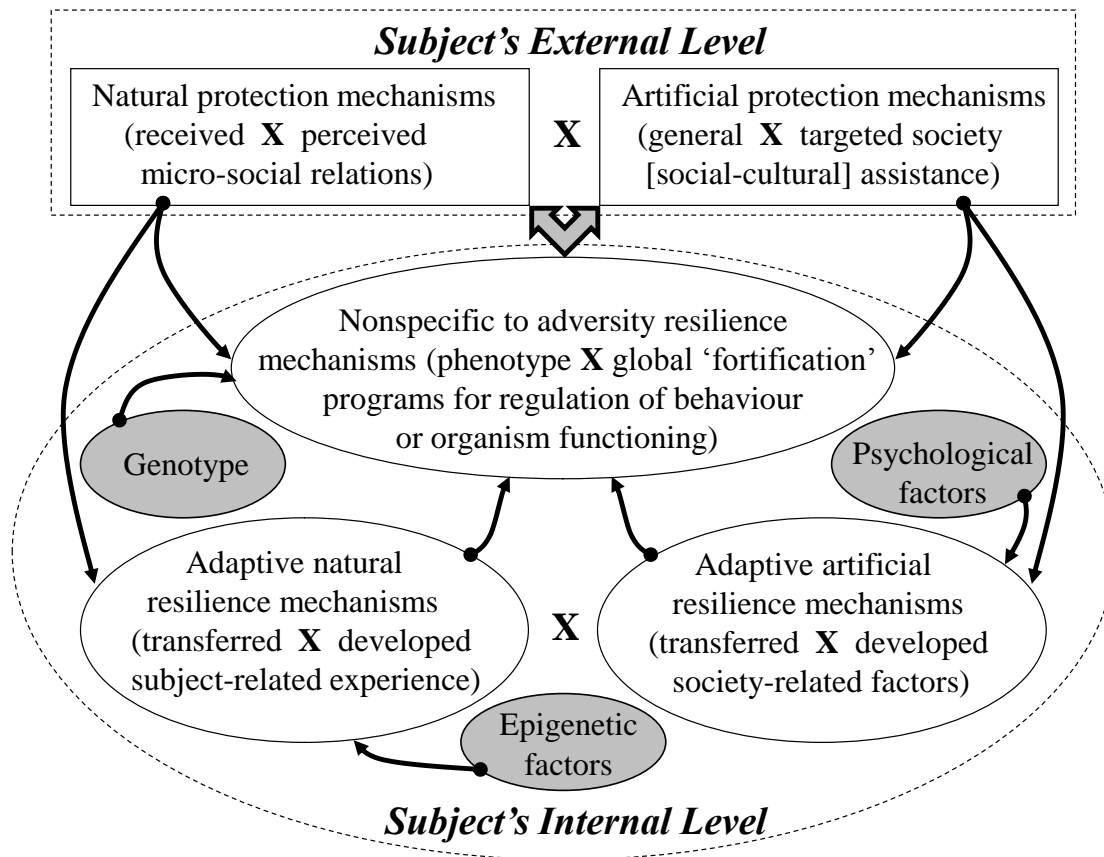 Subject's External Level
Natural protection mechanisms
(received X perceived
micro-social relations)
X
Artificial protection mechanisms
(general X targeted society
[social-cultural] assistance)
Nonspecific to adversity resilience
mechanisms (phenotype X global ‘fortification’
programs for regulation of behaviour
or organism functioning)
Genotype
Psychological
factors
Adaptive natural
resilience mechanisms
(transferred X developed
subject-related experience)
X
Adaptive artificial
resilience mechanisms
(transferred X developed
society-related factors)
Epigenetic
factors
Subject's Internal Level